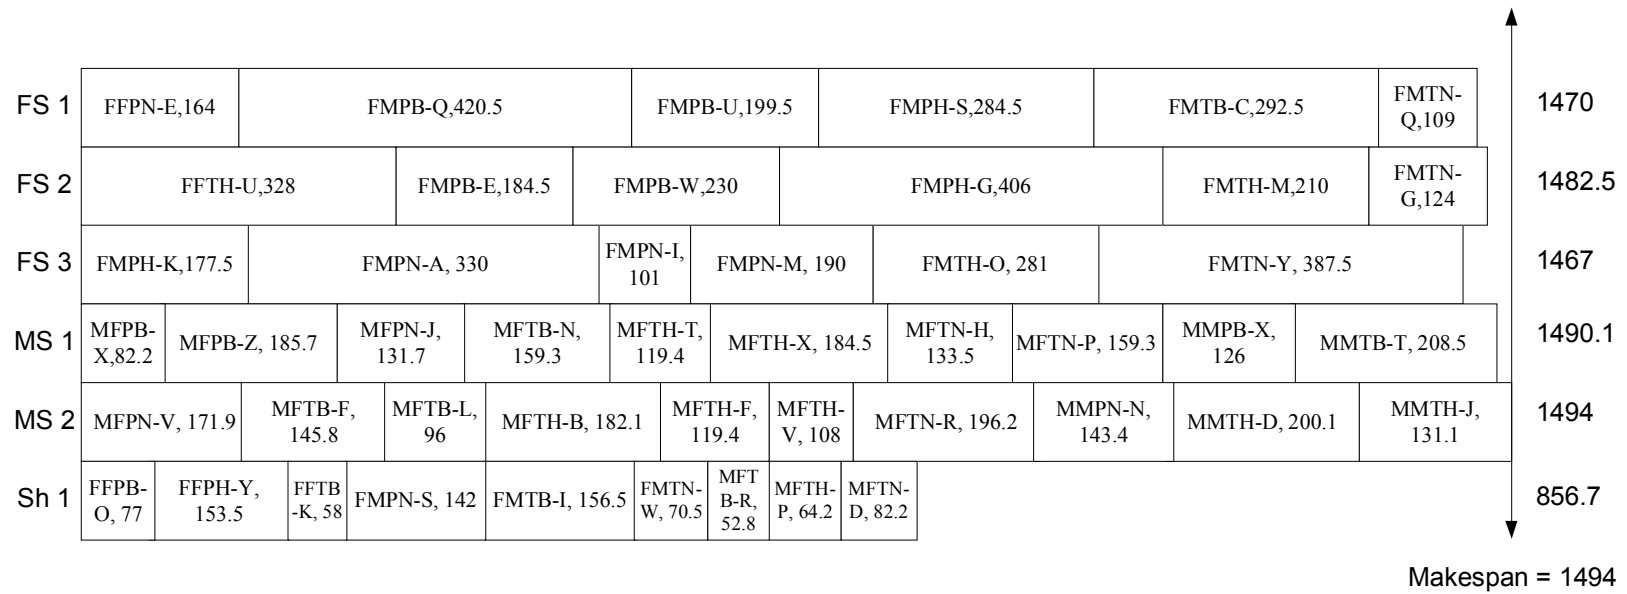 FS 1 FFPN-E,164 FMPB-Q,420.5 FMPB-U,199.5 FMPH-S,284.5 FMTB-C,292.5 FMTN-
Q,109 1470
FS 2 FFTH-U,328 FMPB-E,184.5 FMPB-W,230 FMPH-G,406 FMTH-M,210 FMTN-
G,124 1482.5
FS 3 FMPH-K,177.5 FMPN-A, 330 FMPN-I,
101 FMPN-M, 190 FMTH-O, 281 FMTN-Y, 387.5 1467
MS 1 MFPB-
X,82.2 MFPB-Z, 185.7 MFPN-J,
131.7 MFTB-N,
159.3 MFTH-T,
119.4 MFTH-X, 184.5 MFTN-H,
133.5 MFTN-P, 159.3 MMPB-X,
126 MMTB-T, 208.5 1490.1
MS 2 MFPN-V, 171.9 MFTB-F,
145.8 MFTB-L,
96 MFTH-B, 182.1 MFTH-F,
119.4 MFTH-
V, 108 MFTN-R, 196.2 MMPN-N,
143.4 MMTH-D, 200.1 MMTH-J,
131.1 1494
Sh 1 FFPB-
O, 77 FFPH-Y,
153.5 FFTB
-K, 58 FMPN-S, 142 FMTB-I, 156.5 FMTN-
W, 70.5 MFT
B-R,
52.8 MFTH-
P, 64.2 MFTN-
D, 82.2 856.7
Makespan = 1494